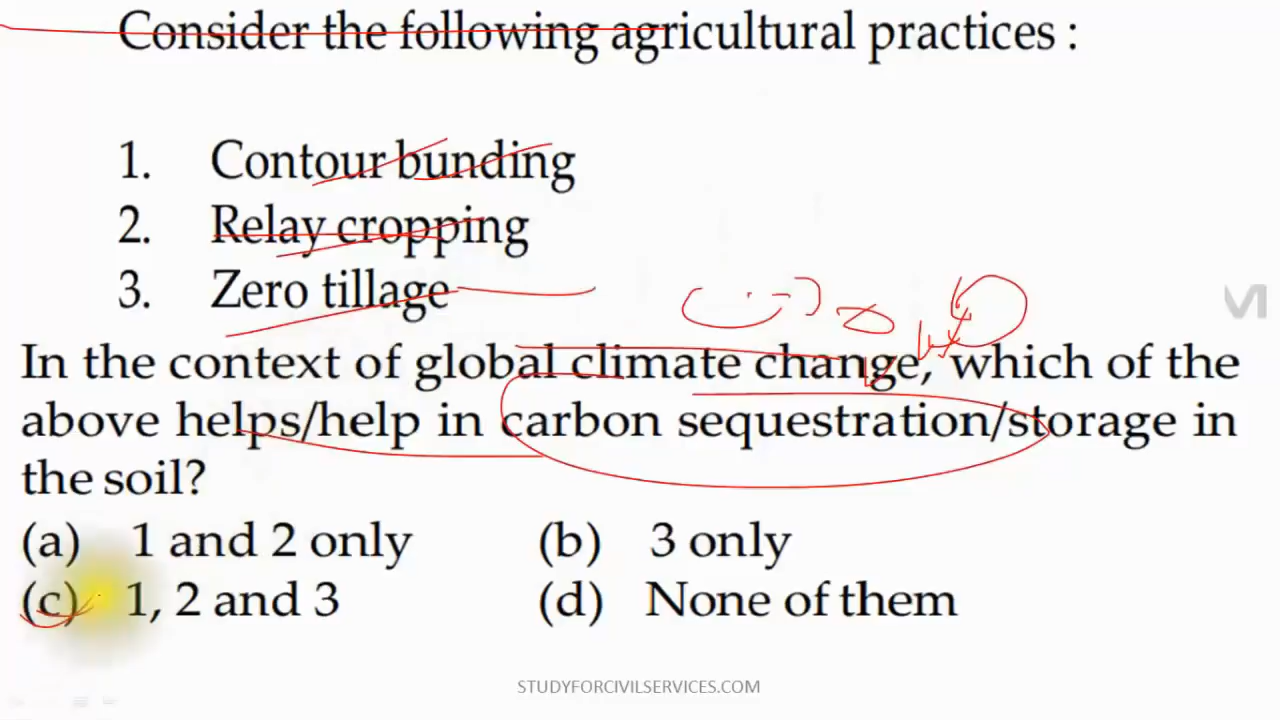 Consider the following agricultural practices :
1. Contour bunding
2. Relay cropping
3. Zero tillage
In the context of global climate change, which of the
above helps/help in carbon sequestration/storage in
the soil?
(a) 1 and 2 only (b) 3 only
(c) 1, 2 and 3 (d) None of them
STUDYFORCIVILSERVICES.COM